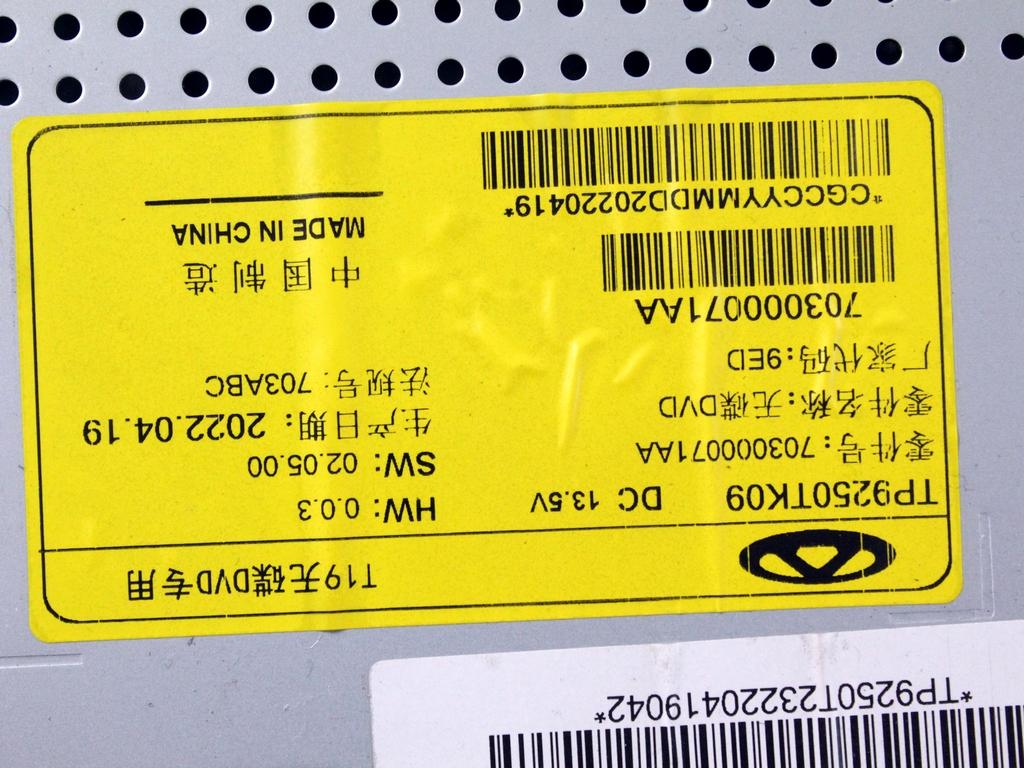 T19无碟DVD专用
TP9250TK09 DC 13.5V
零件号:703000071AA
零件名称:无碟DVD
厂家代码:9ED
703000071AA
*CGCCYYMMDD20220419*
HW: 0.0.3
SW: 02.05.00
生产日期: 2022.04.19
法规号: 703ABC
中国制造
MADE IN CHINA
*TP9250T23220419042*